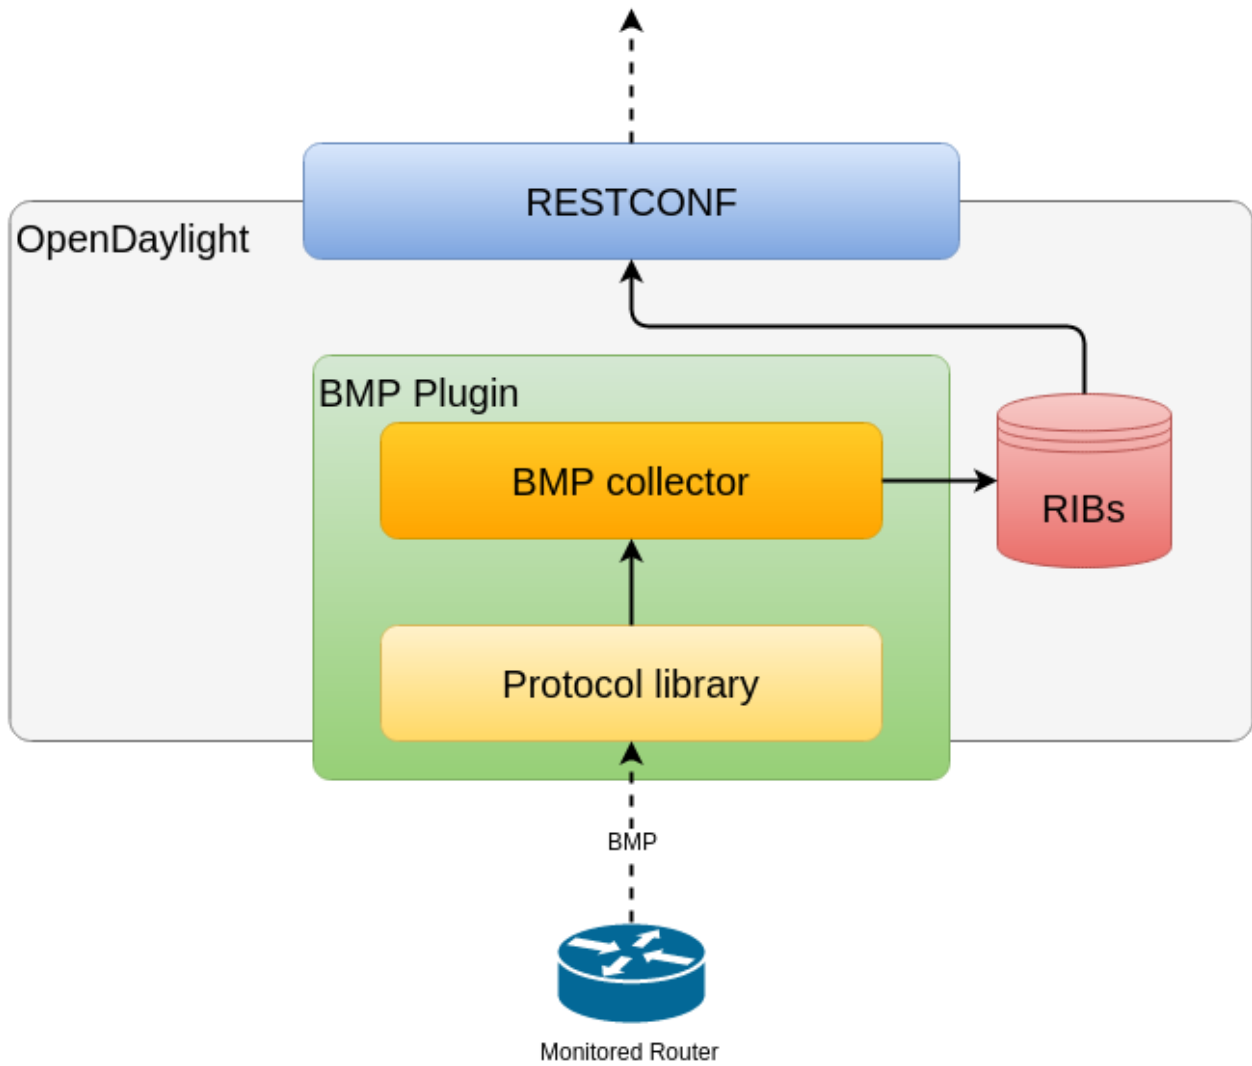 RESTCONF
OpenDaylight
BMP Plugin
BMP collector
RIBs
Protocol library
BMP
Monitored Router